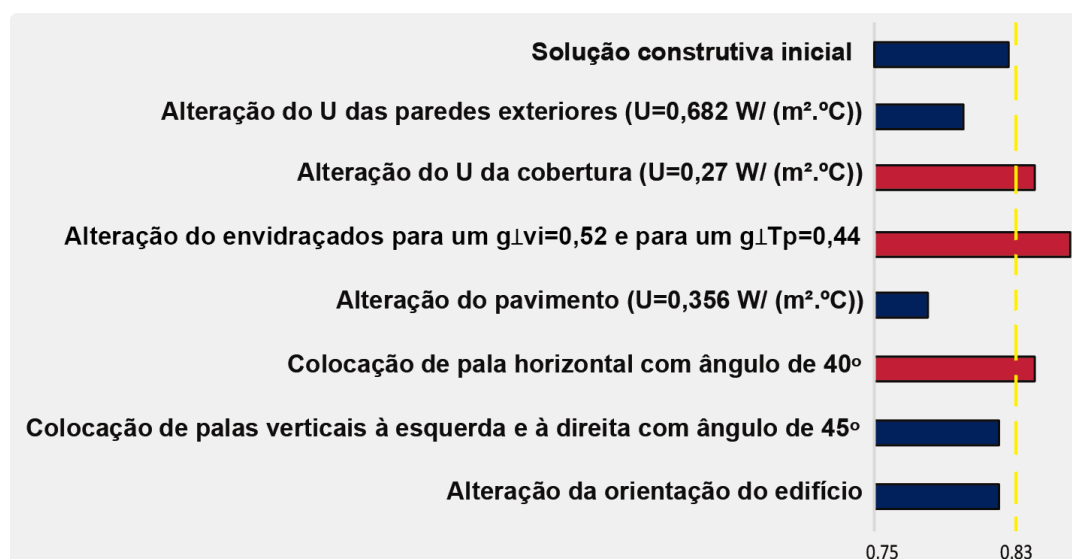 Solução construtiva inicial
Alteração do U das paredes exteriores (U=0,682 W/ (m².ºC))
Alteração do U da cobertura (U=0,27 W/ (m².ºC))
Alteração do envidraçados para um g⊥vi=0,52 e para um g⊥Tp=0,44
Alteração do pavimento (U=0,356 W/ (m².ºC))
Colocação de pala horizontal com ângulo de 40º
Colocação de palas verticais à esquerda e à direita com ângulo de 45º
Alteração da orientação do edifício
0,75 0,83